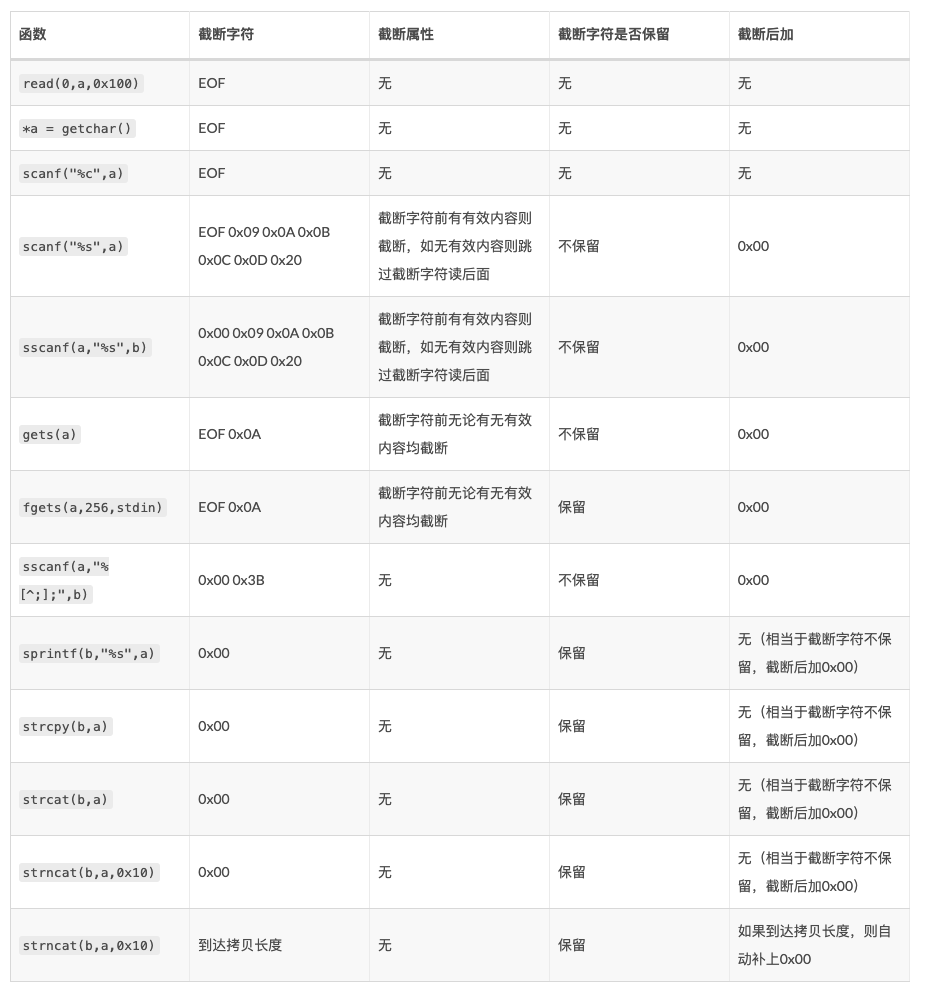 函数 截断字符 截断属性 截断字符是否保留 截断后加
read(0,a,0x100) EOF 无 无 无
*a = getchar() EOF 无 无 无
scanf("%c",a) EOF 无 无 无
scanf("%s",a)
EOF 0x09 0x0A 0x0B
0x0C 0x0D 0x20
截断字符前有有效内容则
截断，如无有效内容则跳
过截断字符读后面
不保留
0x00
sscanf(a,"%s",b)
0x00 0x09 0x0A 0x0B
0x0C 0x0D 0x20
截断字符前有有效内容则
截断，如无有效内容则跳
过截断字符读后面
不保留
0x00
gets(a)
EOF 0x0A
截断字符前无论有无有效
内容均截断
不保留
0x00
fgets(a,256,stdin)
EOF 0x0A
截断字符前无论有无有效
内容均截断
保留
0x00
sscanf(a,"%
[^;];",b)
0x00 0x3B
无
不保留
0x00
sprintf(b,"%s",a)
0x00
无
保留
无（相当于截断字符不保
留，截断后加0x00）
strcpy(b,a)
0x00
无
保留
无（相当于截断字符不保
留，截断后加0x00）
strcat(b,a)
0x00
无
保留
无（相当于截断字符不保
留，截断后加0x00）
strncat(b,a,0x10)
0x00
无
保留
无（相当于截断字符不保
留，截断后加0x00）
strncat(b,a,0x10)
到达拷贝长度
无
保留
如果到达拷贝长度，则自
动补上0x00